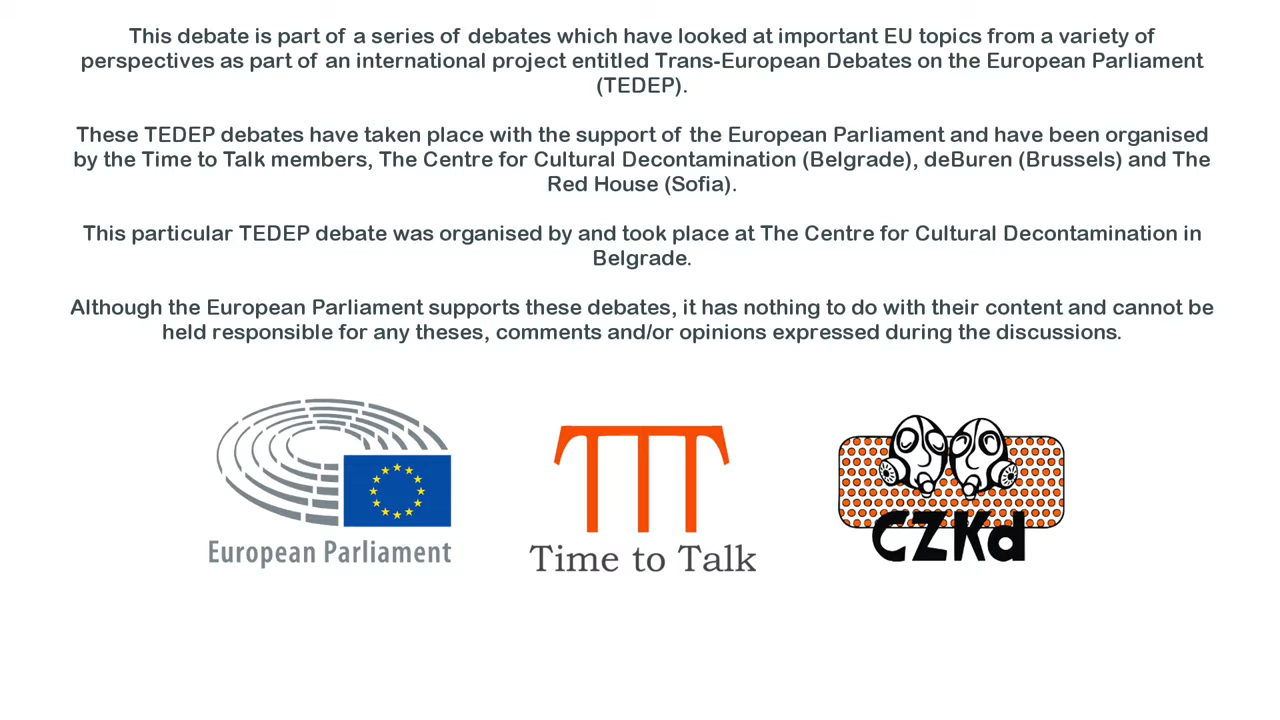 This debate is part of a series of debates which have looked at important EU topics from a variety of
perspectives as part of an international project entitled Trans-European Debates on the European Parliament
(TEDEP).
These TEDEP debates have taken place with the support of the European Parliament and have been organised
by the Time to Talk members, The Centre for Cultural Decontamination (Belgrade), deBuren (Brussels) and The
Red House (Sofia).
This particular TEDEP debate was organised by and took place at The Centre for Cultural Decontamination in
Belgrade.
Although the European Parliament supports these debates, it has nothing to do with their content and cannot be
held responsible for any theses, comments and/or opinions expressed during the discussions.
European Parliament
TTT
Time to Talk
CZKd